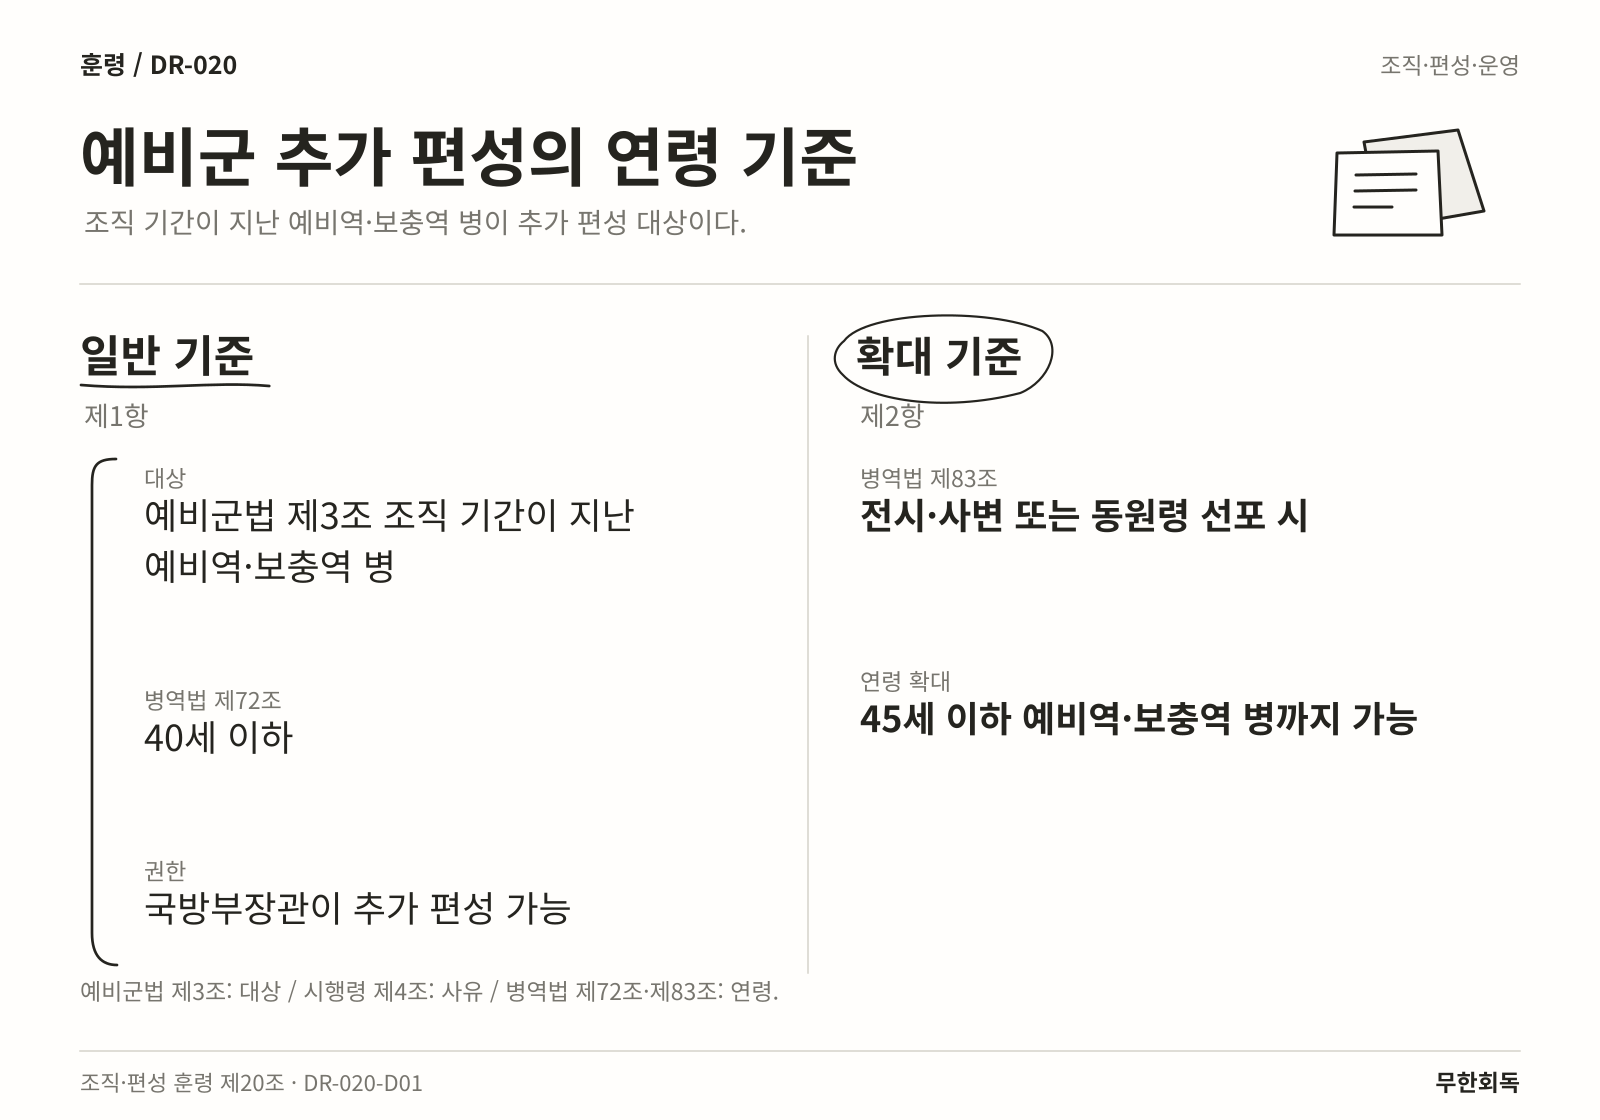 훈령 / DR-020
조직·편성·운영
예비군 추가 편성의 연령 기준
조직 기간이 지난 예비역·보충역 병이 추가 편성 대상이다.
일반 기준
제1항
대상
예비군법 제3조 조직 기간이 지난
예비역·보충역 병
병역법 제72조
40세 이하
권한
국방부장관이 추가 편성 가능
확대 기준
제2항
병역법 제83조
전시·사변 또는 동원령 선포 시
연령 확대
45세 이하 예비역·보충역 병까지 가능
예비군법 제3조: 대상 / 시행령 제4조: 사유 / 병역법 제72조·제83조: 연령.
조직·편성 훈령 제20조 · DR-020-D01
무한회독